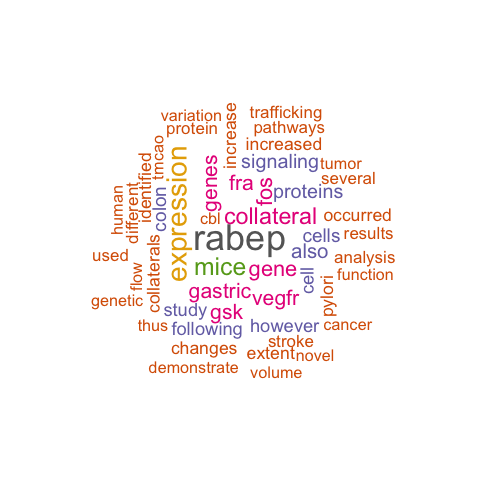 variation
trafficking
protein
pathways
increase
increased
signaling
tumor
several
tmcao
identified
colon
expression
genes
fra
fos
proteins
human
different
cbl
collateral
occurred
rabep
cells
results
also
used
flow
collaterals
mice
gene
cell
analysis
function
genetic
gastric
vegfr
pylori
study
gsk
thus
following
however
cancer
changes
stroke
extent
novel
demonstrate
volume